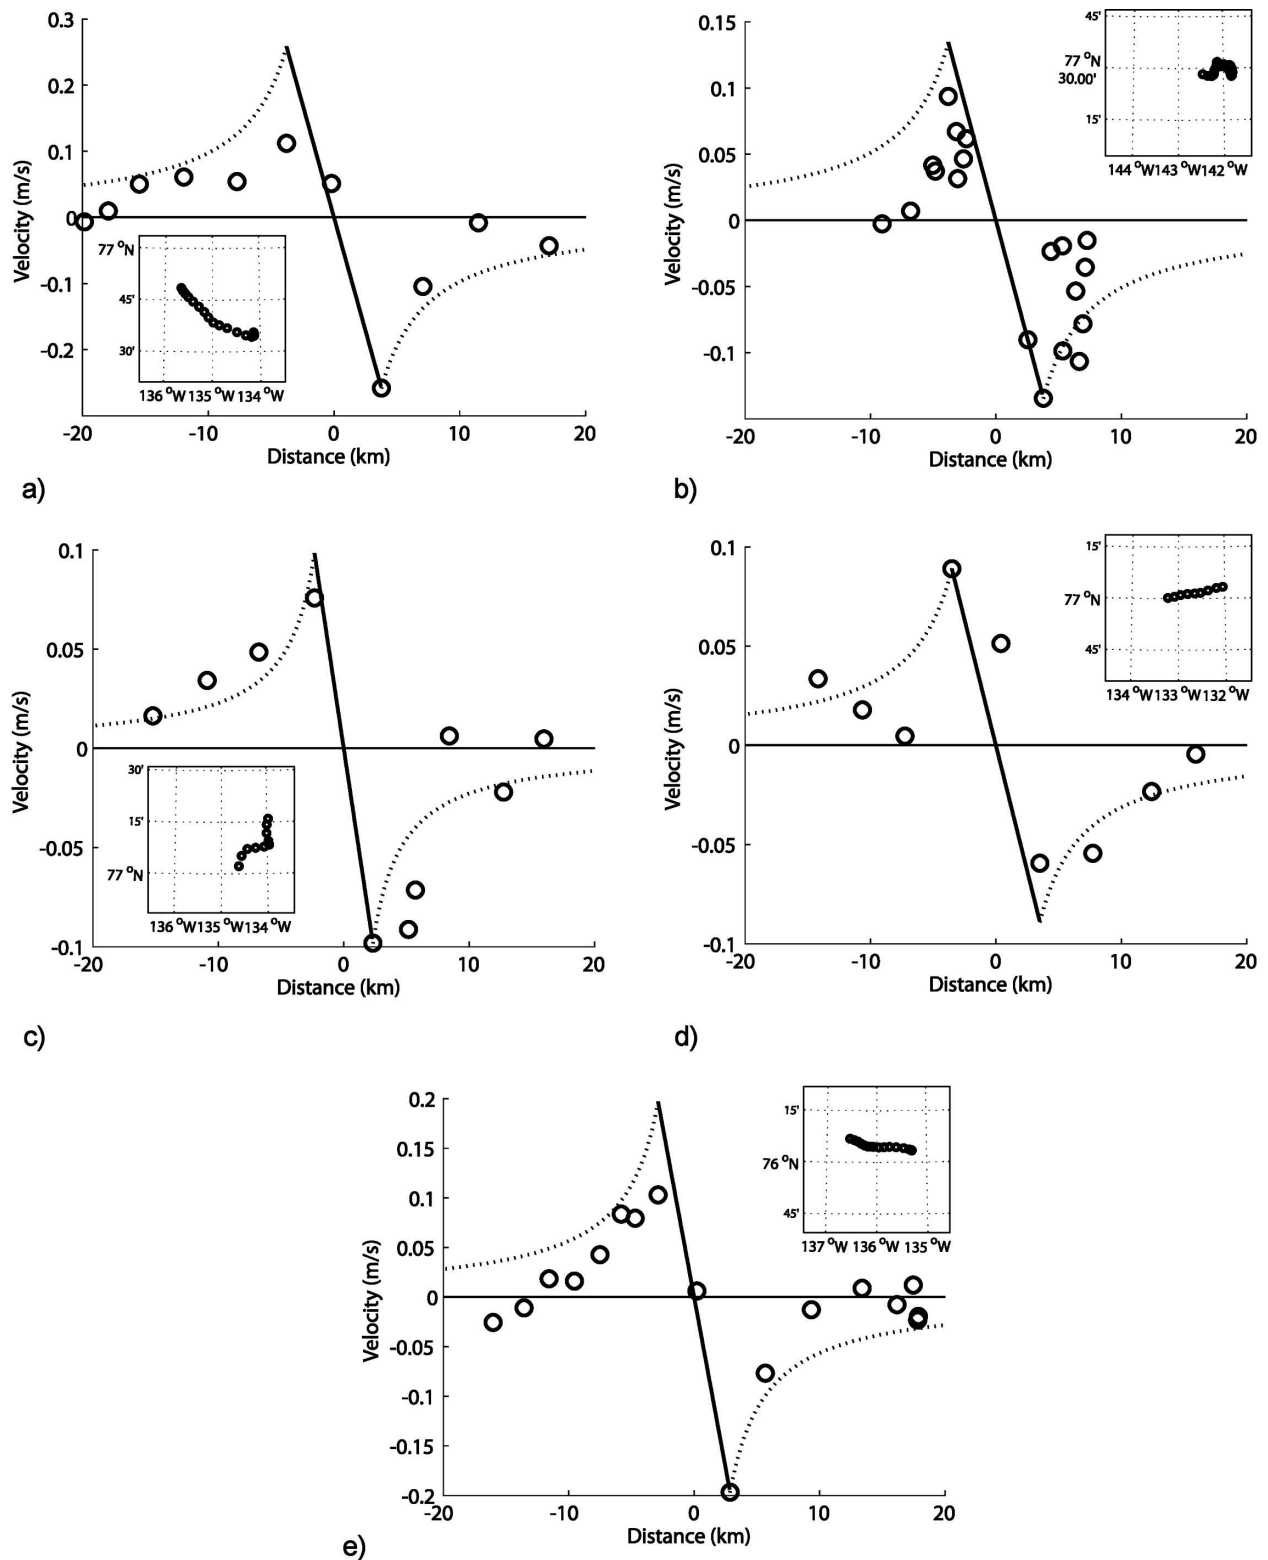 0.3
0.2
0.1
0
-0.1
-0.2
Velocity (m/s)
77 °N
45'
30'
136 °W 135 °W 134 °W
-20 -10 0 10 20
Distance (km)
a)
0.15
0.1
0.05
0
-0.05
-0.1
Velocity (m/s)
45'
77 °N
30.00'
15'
144 °W 143 °W 142 °W
-20 -10 0 10 20
Distance (km)
b)
0.1
0.05
0
-0.05
-0.1
Velocity (m/s)
30'
15'
77 °N
136 °W 135 °W 134 °W
-20 -10 0 10 20
Distance (km)
c)
0.1
0.05
0
-0.05
-0.1
Velocity (m/s)
15'
77 °N
45'
134 °W 133 °W 132 °W
-20 -10 0 10 20
Distance (km)
d)
0.2
0.15
0.1
0.05
0
-0.05
-0.1
-0.15
-0.2
Velocity (m/s)
15'
76 °N
45'
137 °W 136 °W 135 °W
-20 -10 0 10 20
Distance (km)
e)